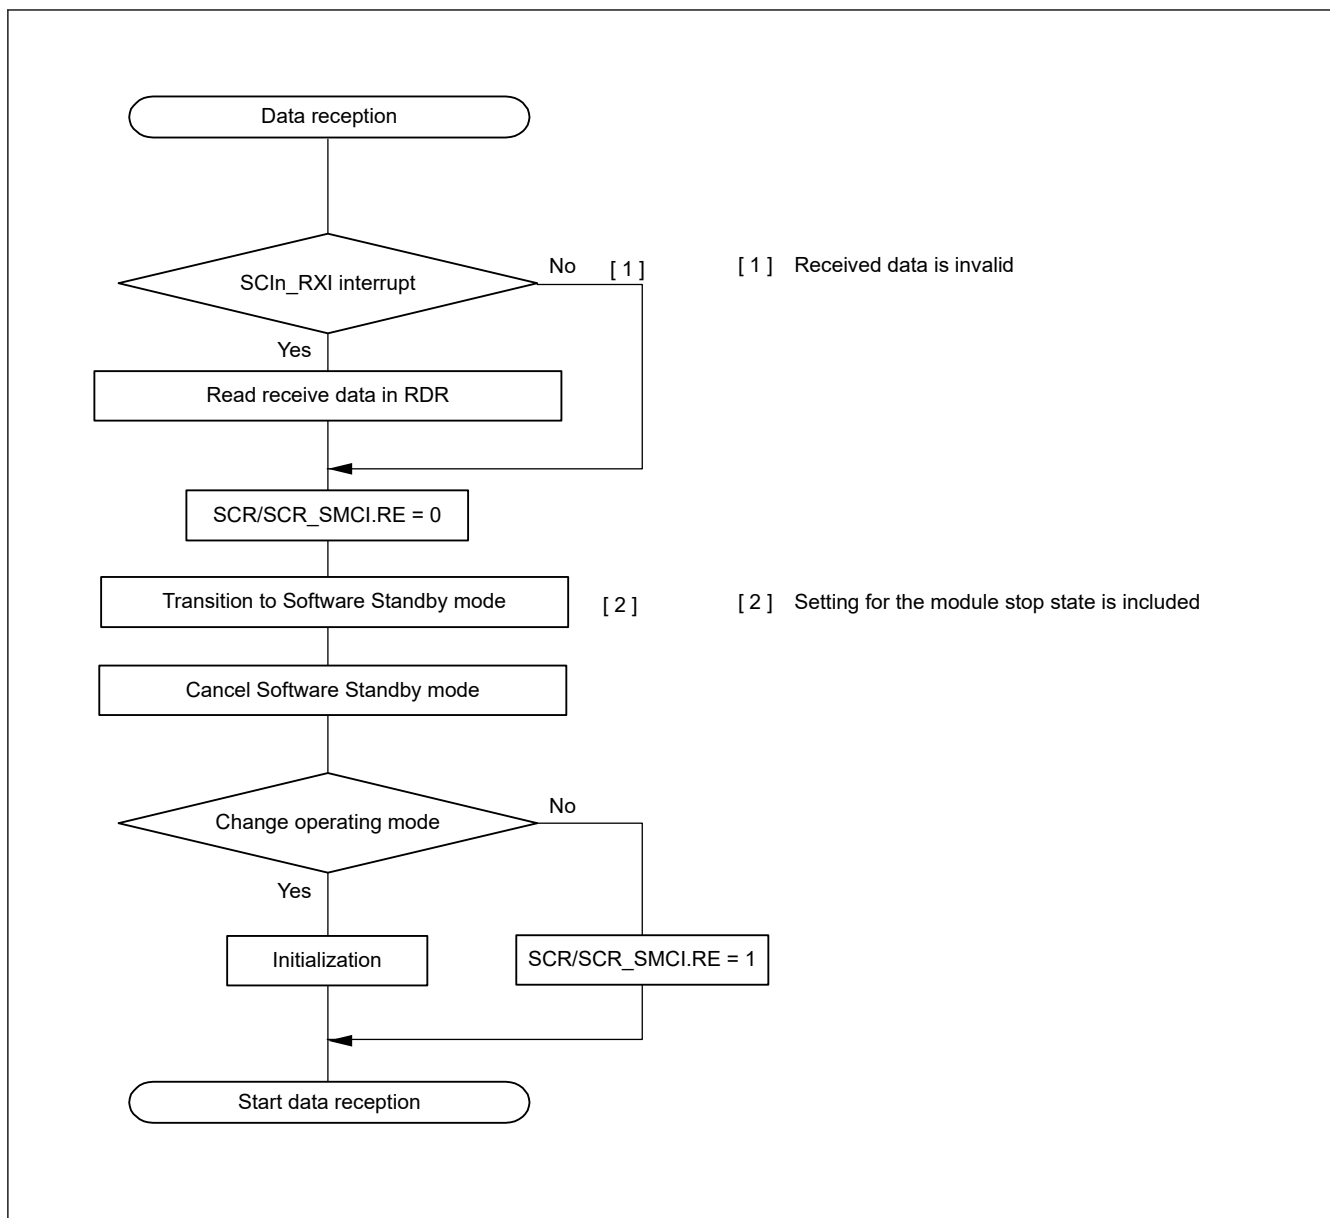 Data reception
SCIn_RXI interrupt
No
[ 1 ]
[ 1 ] Received data is invalid
Yes
Read receive data in RDR
SCR/SCR_SMCI.RE = 0
Transition to Software Standby mode
[ 2 ]
[ 2 ] Setting for the module stop state is included
Cancel Software Standby mode
Change operating mode
No
Yes
Initialization
SCR/SCR_SMCI.RE = 1
Start data reception